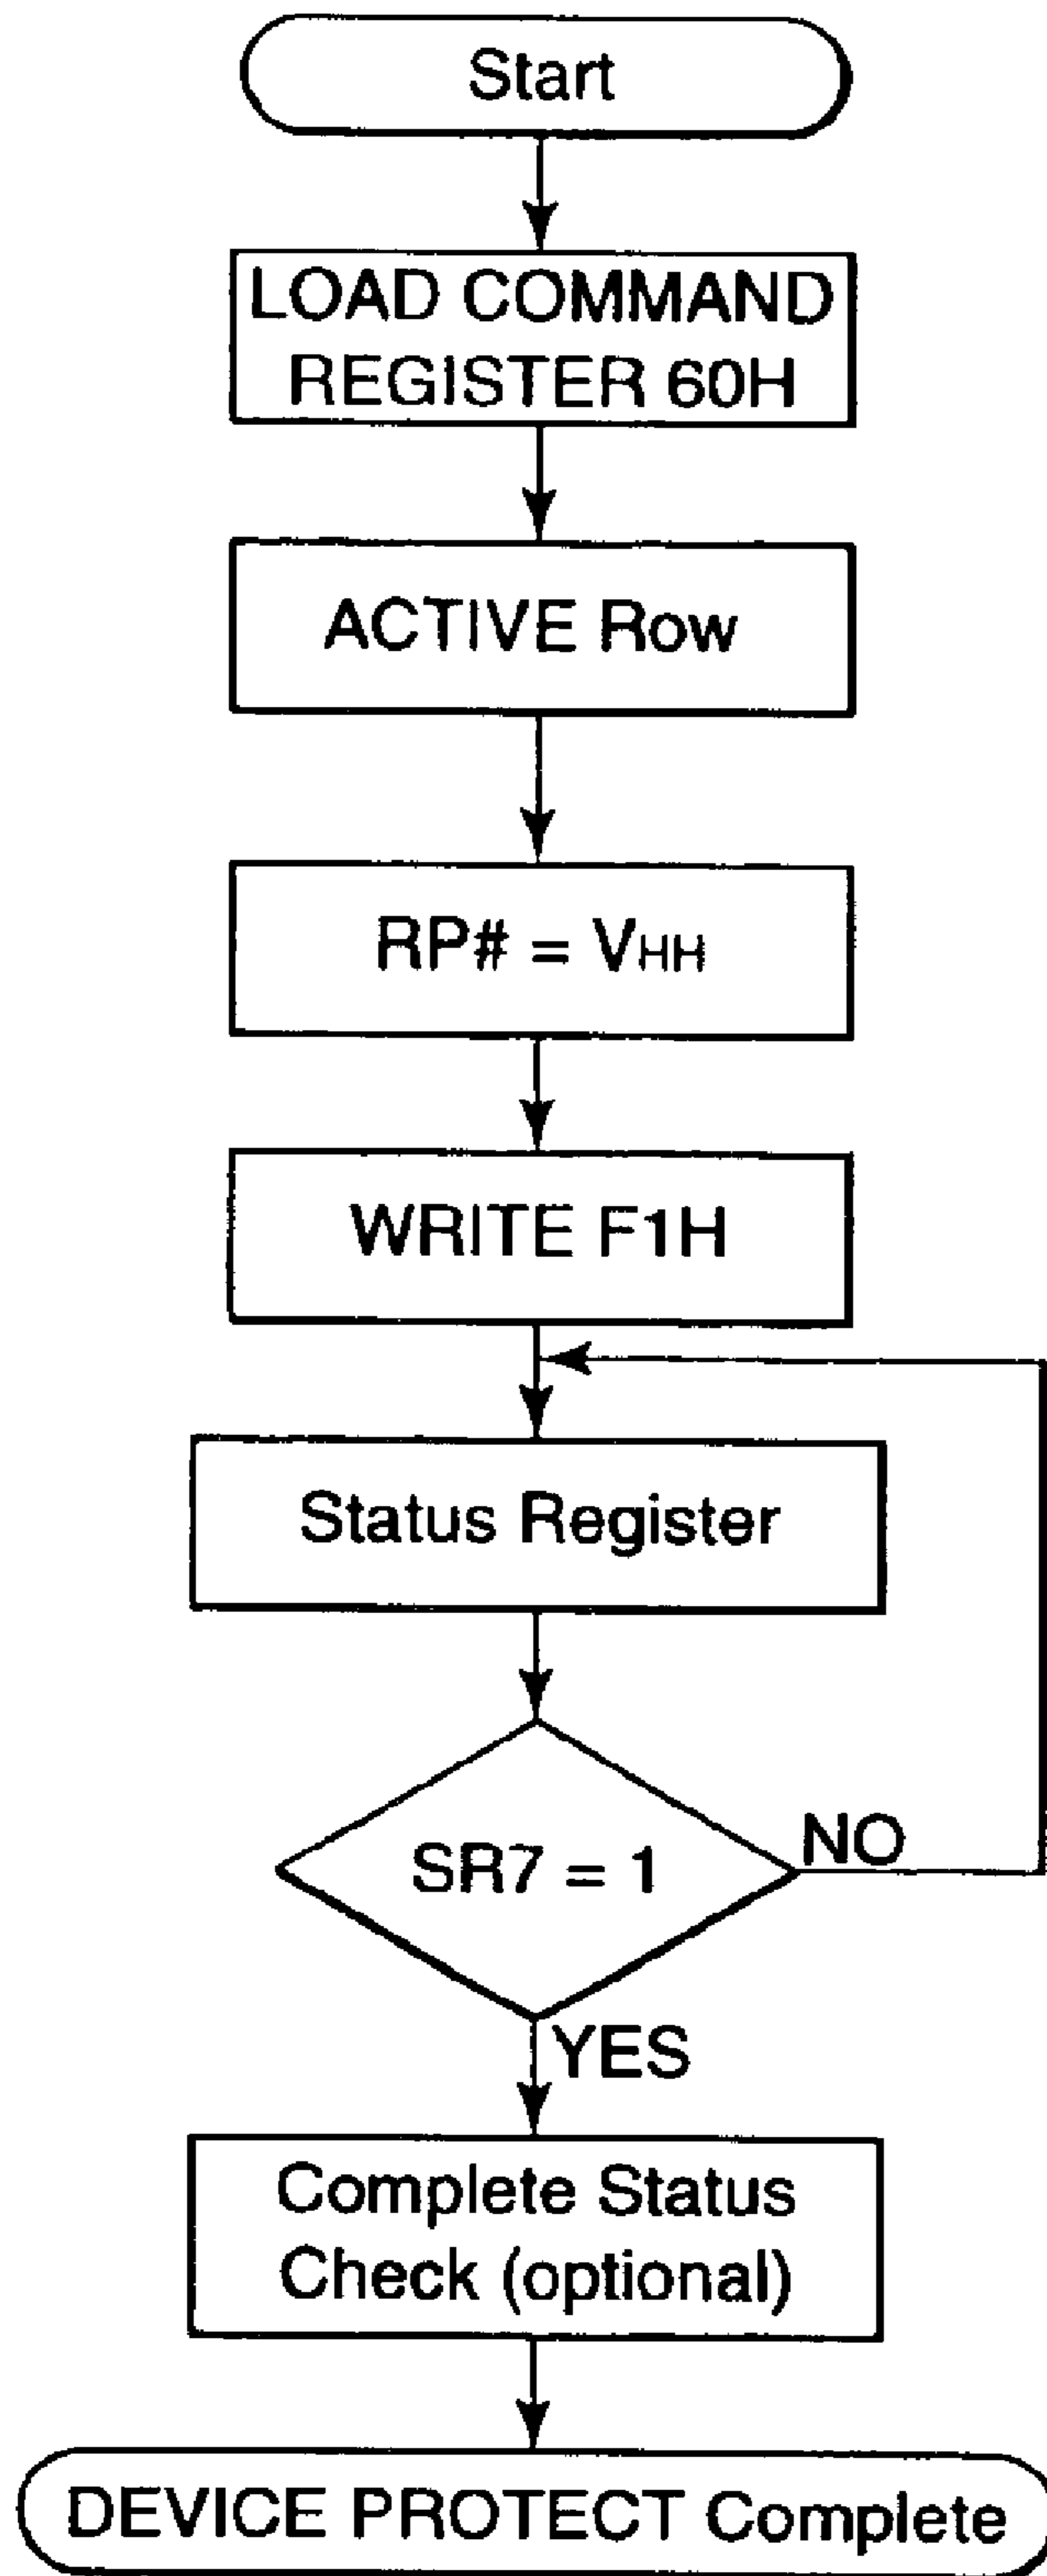 Start
LOAD COMMAND
REGISTER 60H
ACTIVE Row
RP# = VHH
WRITE F1H
Status Register
SR7 = 1
NO
YES
Complete Status
Check (optional)
DEVICE PROTECT Complete